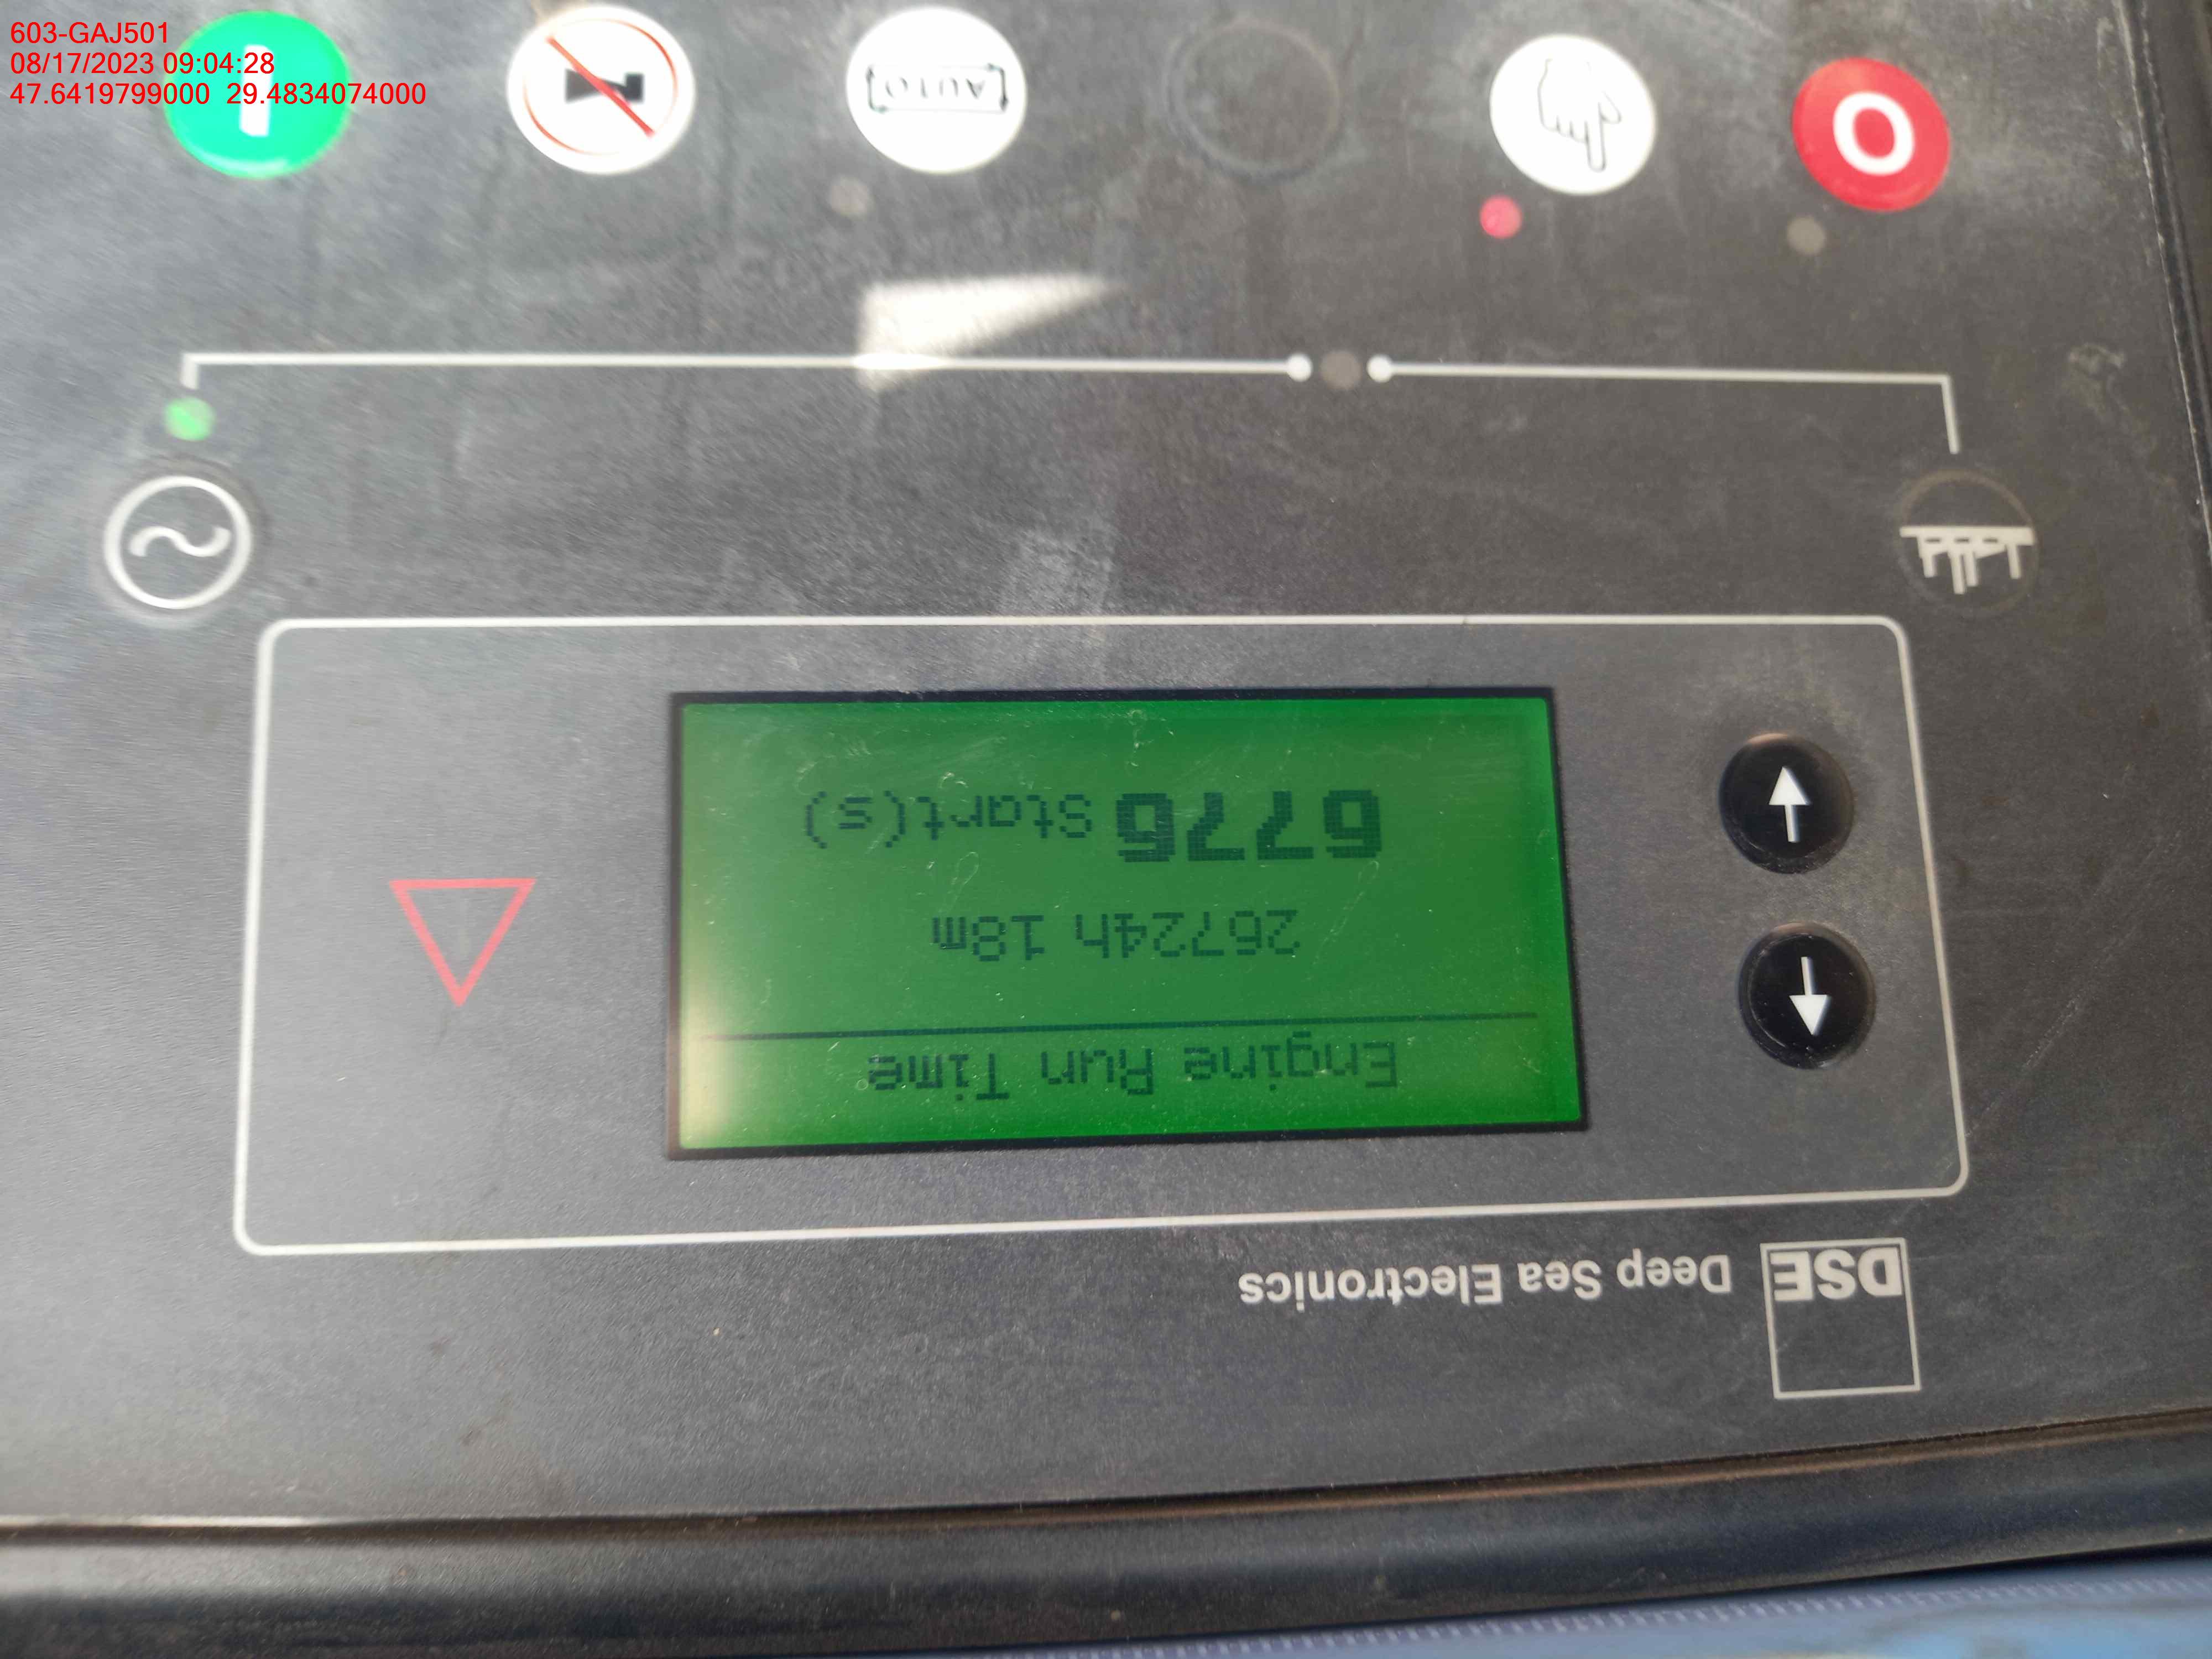 603-GAJ501
08/17/2023 09:04:28
47.6419799000 29.4834074000
DSE Deep Sea Electronics
Engine Run Time
26724h 18m
6776 Start(s)
O
AUTO
I